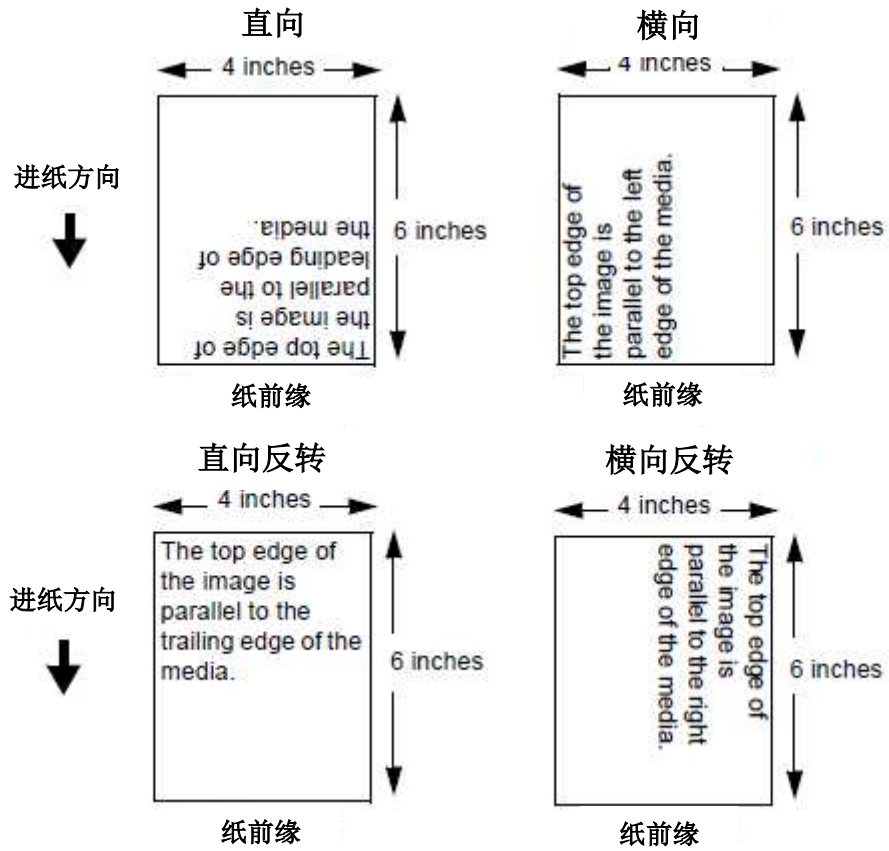 直向
4 inches
进纸方向
The top edge of
the image is
parallel to the
leading edge of
the media.
6 inches
纸前缘
横向
4 inches
The top edge of
the image is
parallel to the left
edge of the media.
6 inches
纸前缘
直向反转
4 inches
进纸方向
The top edge of
the image is
parallel to the
trailing edge of the
media.
6 inches
纸前缘
横向反转
4 inches
The top edge of
the image is
parallel to the right
edge of the media.
6 inches
纸前缘